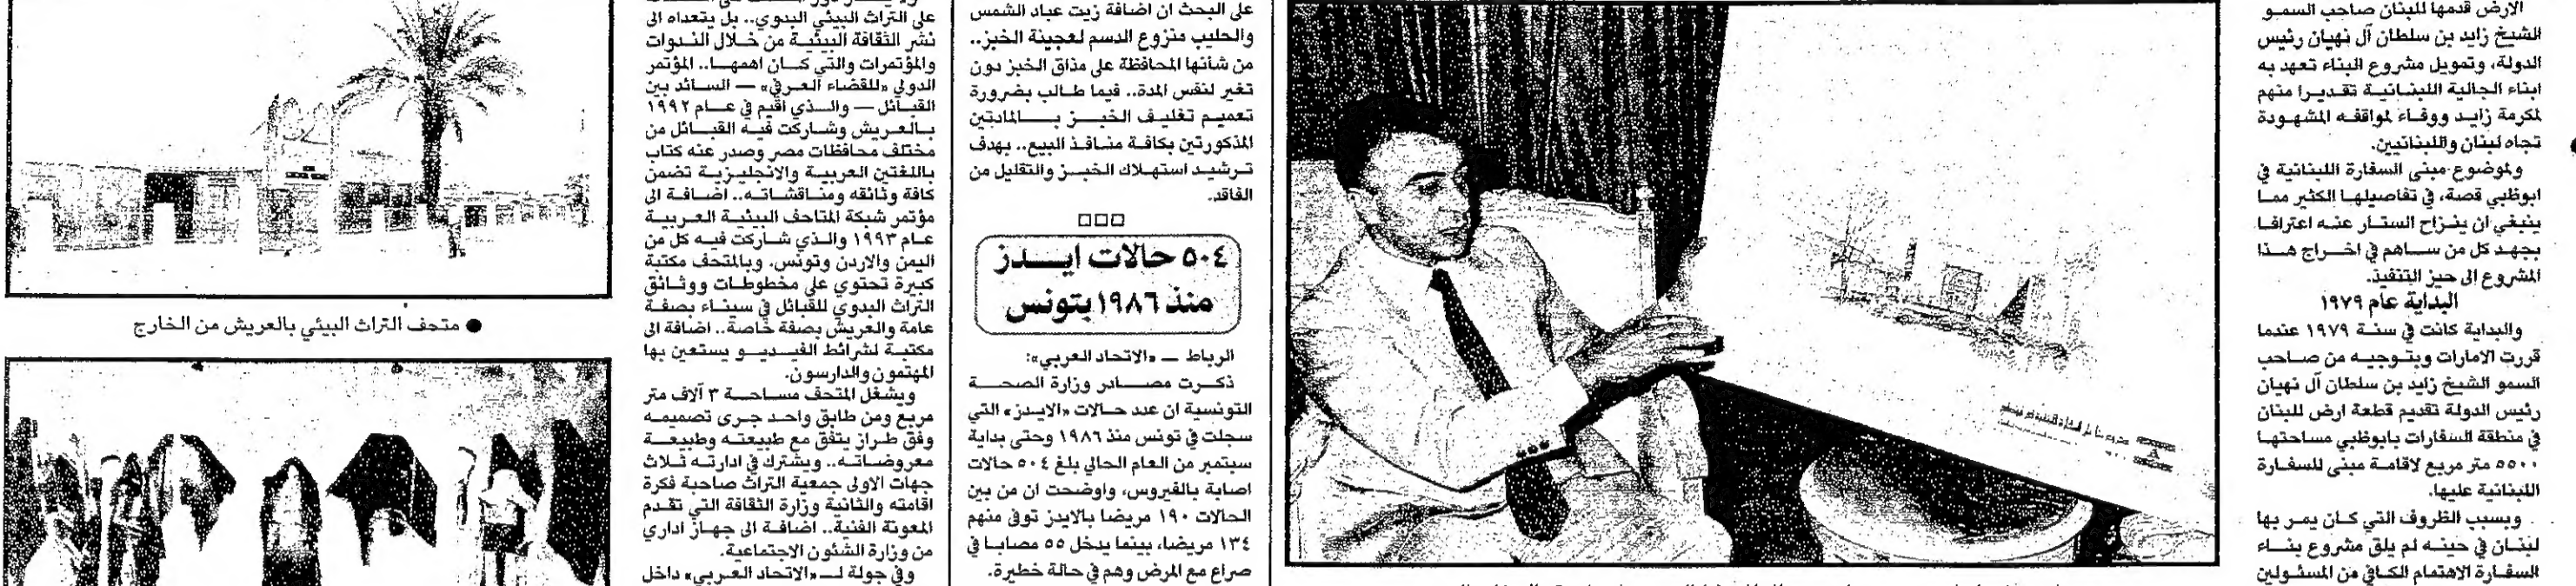 الارض قدمها للبنان صاحب السمو
الشيخ زايد بن سلطان آل نهيان رئيس
الدولة، وتمويل مشروع البناء تعهد به
ابناء الجالية اللبنانية تقديرا منهم
لمكرمة زايد ووفاء لمواقفه المشهودة
تجاه لبنان واللبنانيين.
ولموضوع مبنى السفارة اللبنانية في
ابوظبي قصة، في تفاصيلها الكثير مما
ينبغي ان ينزاح الستار عنه اعترافا
بجهد كل من ساهم في اخراج هذا
المشروع الى حيز التنفيذ.
البداية عام ١٩٧٩
والبداية كانت في سنة ١٩٧٩ عندما
قررت الامارات وبتوجيه من صاحب
السمو الشيخ زايد بن سلطان آل نهيان
رئيس الدولة تقديم قطعة ارض للبنان
في منطقة السفارات بابوظبي مساحتها
٥٥٠٠ متر مربع لاقامة مبنى للسفارة
اللبنانية عليها.
وبسبب الظروف التي كان يمر بها
لبنان في حينه لم يلق مشروع بناء
السفارة الاهتمام الكافي من المسئولين
على البحث ان اضافة زيت عباد الشمس
والحليب منزوع الدسم لعجينة الخبز..
من شأنها المحافظة على مذاق الخبز دون
تغير لنفس المدة.. فيما طالب بضرورة
تعميم تغليف الخبز بالمادتين
المذكورتين بكافة منافذ البيع.. بهدف
ترشيد استهلاك الخبز والتقليل من
الفاقد.
٥٠٤ حالات ايدز
منذ ١٩٨٦ بتونس
الرباط — «الاتحاد العربي»:
ذكرت مصادر وزارة الصحة
التونسية ان عدد حالات «الايدز» التي
سجلت في تونس منذ ١٩٨٦ وحتى بداية
سبتمبر من العام الحالي بلغ ٥٠٤ حالات
اصابة بالفيروس، واوضحت ان من بين
الحالات ١٩٠ مريضا بالايدز توفى منهم
١٣٤ مريضا، بينما يدخل ٥٥ مصابا في
صراع مع المرض وهم في حالة خطيرة.
على التراث البيئي البدوي.. بل يتعداه الى
نشر الثقافة البيئية من خلال الندوات
والمؤتمرات والتي كان اهمها.. المؤتمر
الدولي «للقضاء العرفي» — السائد بين
القبائل — والذي اقيم في عام ١٩٩٢
بالعريش وشاركت فيه القبائل من
مختلف محافظات مصر وصدر عنه كتاب
باللغتين العربية والانجليزية تضمن
كافة وثائقه ومناقشاته.. اضافة الى
مؤتمر شبكة المتاحف البيئية العربية
عام ١٩٩٣ والذي شاركت فيه كل من
اليمن والاردن وتونس. وبالمتحف مكتبة
كبيرة تحتوي على مخطوطات ووثائق
التراث البدوي للقبائل في سيناء بصفة
عامة والعريش بصفة خاصة.. اضافة الى
مكتبة لشرائط الفيديو يستعين بها
المهتمون والدارسون.
ويشغل المتحف مساحة ٣ آلاف متر
مربع ومن طابق واحد جرى تصميمه
وفق طراز يتفق مع طبيعته وطبيعة
معروضاته.. ويشترك في ادارته ثلاث
جهات الاولى جمعية التراث صاحبة فكرة
اقامته والثانية وزارة الثقافة التي تقدم
المعونة الفنية.. اضافة الى جهاز اداري
من وزارة الشئون الاجتماعية.
وفي جولة لـ«الاتحاد العربي» داخل
● متحف التراث البيئي بالعريش من الخارج